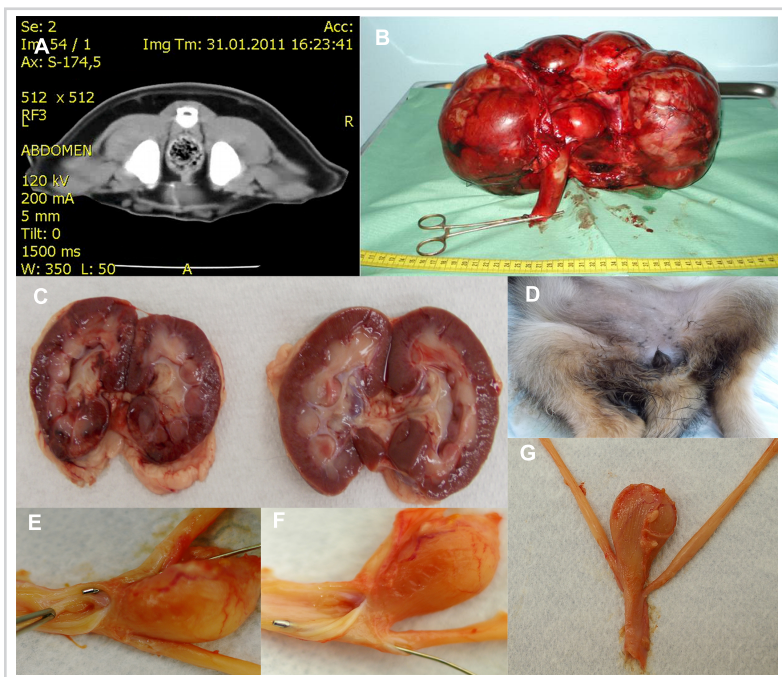 Se: 2
Acc:
Im: 54 / 1
Img Tm: 31.01.2011 16:23:41
A
Ax: S-174,5
512 x 512
RF3
L
R
ABDOMEN
120 kV
200 mA
5 mm
Tilt: 0
1500 ms
W: 350 L: 50
A
B
C
D
E
F
G